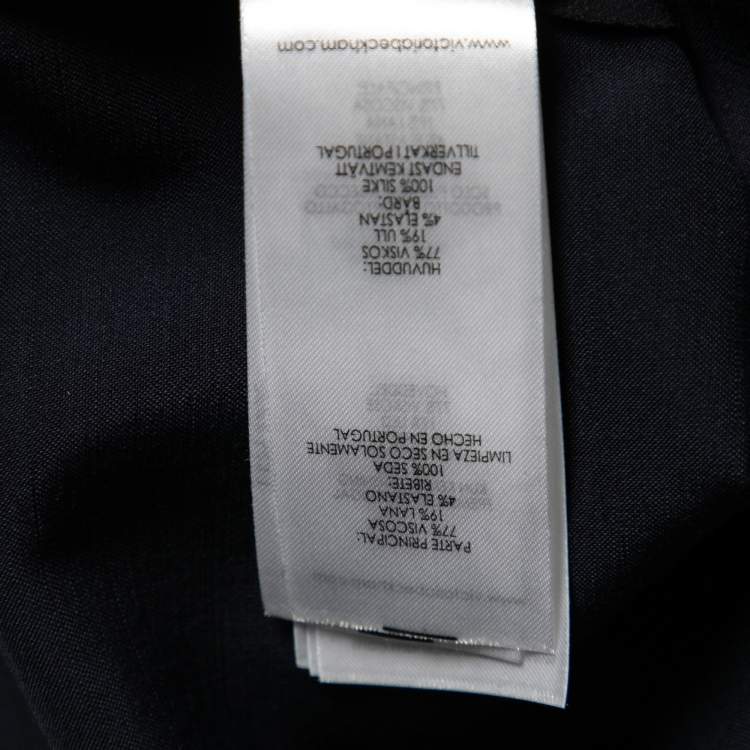 PARTE PRINCIPAL:
77% VISCOSA
19% LANA
4% ELASTANO
RIBETE:
100% SEDA
LIMPIEZA EN SECO SOLAMENTE
HECHO EN PORTUGAL
HUVUDDEL:
77% VISKOS
19% ULL
4% ELASTAN
BÅRD:
100% SILKE
ENDAST KEMTVÄTT
TILLVERKAT I PORTUGAL
www.victoriabeckham.com